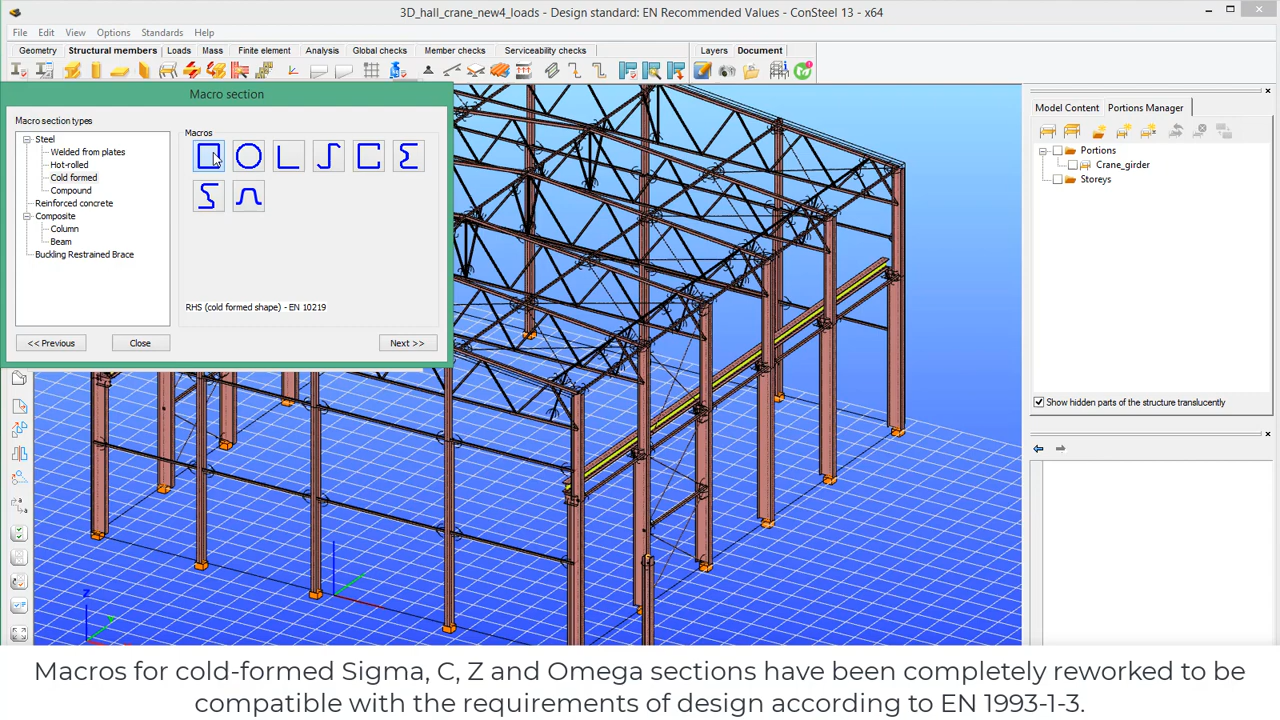 3D_hall_crane_new4_loads - Design standard: EN Recommended Values - ConSteel 13 - x64
File Edit View Options Standards Help
Geometry Structural members Loads Mass Finite element Analysis Global checks Member checks Serviceability checks Layers Document
Macro section
Macro section types
Steel
Welded from plates
Hot-rolled
Cold formed
Compound
Reinforced concrete
Composite
Column
Beam
Buckling Restrained Brace
Macros
RHS (cold formed shape) - EN 10219
<< Previous Close Next >>
Model Content Portions Manager
Portions
Crane_girder
Storeys
Show hidden parts of the structure translucently
Z
Macros for cold-formed Sigma, C, Z and Omega sections have been completely reworked to be
compatible with the requirements of design according to EN 1993-1-3.